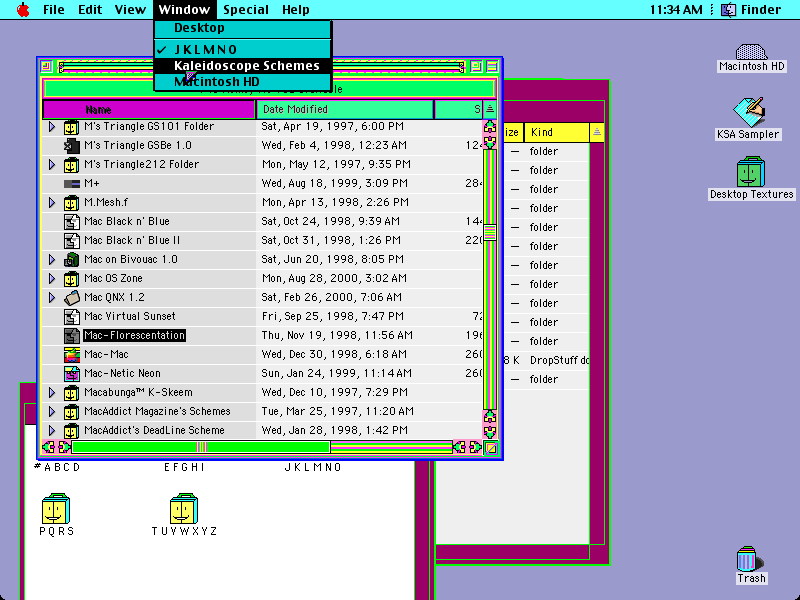 File Edit View Window Special Help 11:34 AM Finder
Desktop
✓ J K L M N O
Kaleidoscope Schemes
Macintosh HD
Name Date Modified S
M's Triangle GS101 Folder Sat, Apr 19, 1997, 6:00 PM
M's Triangle GSBe 1.0 Wed, Feb 4, 1998, 12:23 AM 124
M's Triangle212 Folder Mon, May 12, 1997, 9:35 PM
M+ Wed, Aug 18, 1999, 3:09 PM 284
M.Mesh.f Mon, Apr 13, 1998, 2:26 PM
Mac Black n' Blue Sat, Oct 24, 1998, 9:39 AM 144
Mac Black n' Blue II Sat, Oct 31, 1998, 1:26 PM 220
Mac on Bivouac 1.0 Sat, Jun 20, 1998, 8:05 PM
Mac OS Zone Mon, Aug 28, 2000, 3:02 AM
Mac QNX 1.2 Sat, Feb 26, 2000, 7:06 AM
Mac Virtual Sunset Fri, Sep 25, 1998, 7:47 PM 72
Mac-Florescentation Thu, Nov 19, 1998, 11:56 AM 196
Mac-Mac Wed, Dec 30, 1998, 6:18 AM 260
Mac-Netic Neon Sun, Jan 24, 1999, 11:14 AM 260
Macabunga™ K-Skeem Wed, Dec 10, 1997, 7:29 PM
MacAddict Magazine's Schemes Tue, Mar 25, 1997, 11:20 AM
MacAddict's DeadLine Scheme Wed, Jan 28, 1998, 1:42 PM
ize Kind
— folder
— folder
— folder
— folder
— folder
— folder
— folder
— folder
— folder
— folder
— folder
8 K DropStuff do
— folder
#A B C D E F G H I J K L M N O
P Q R S T U Y W X Y Z
Macintosh HD
KSA Sampler
Desktop Textures
Trash